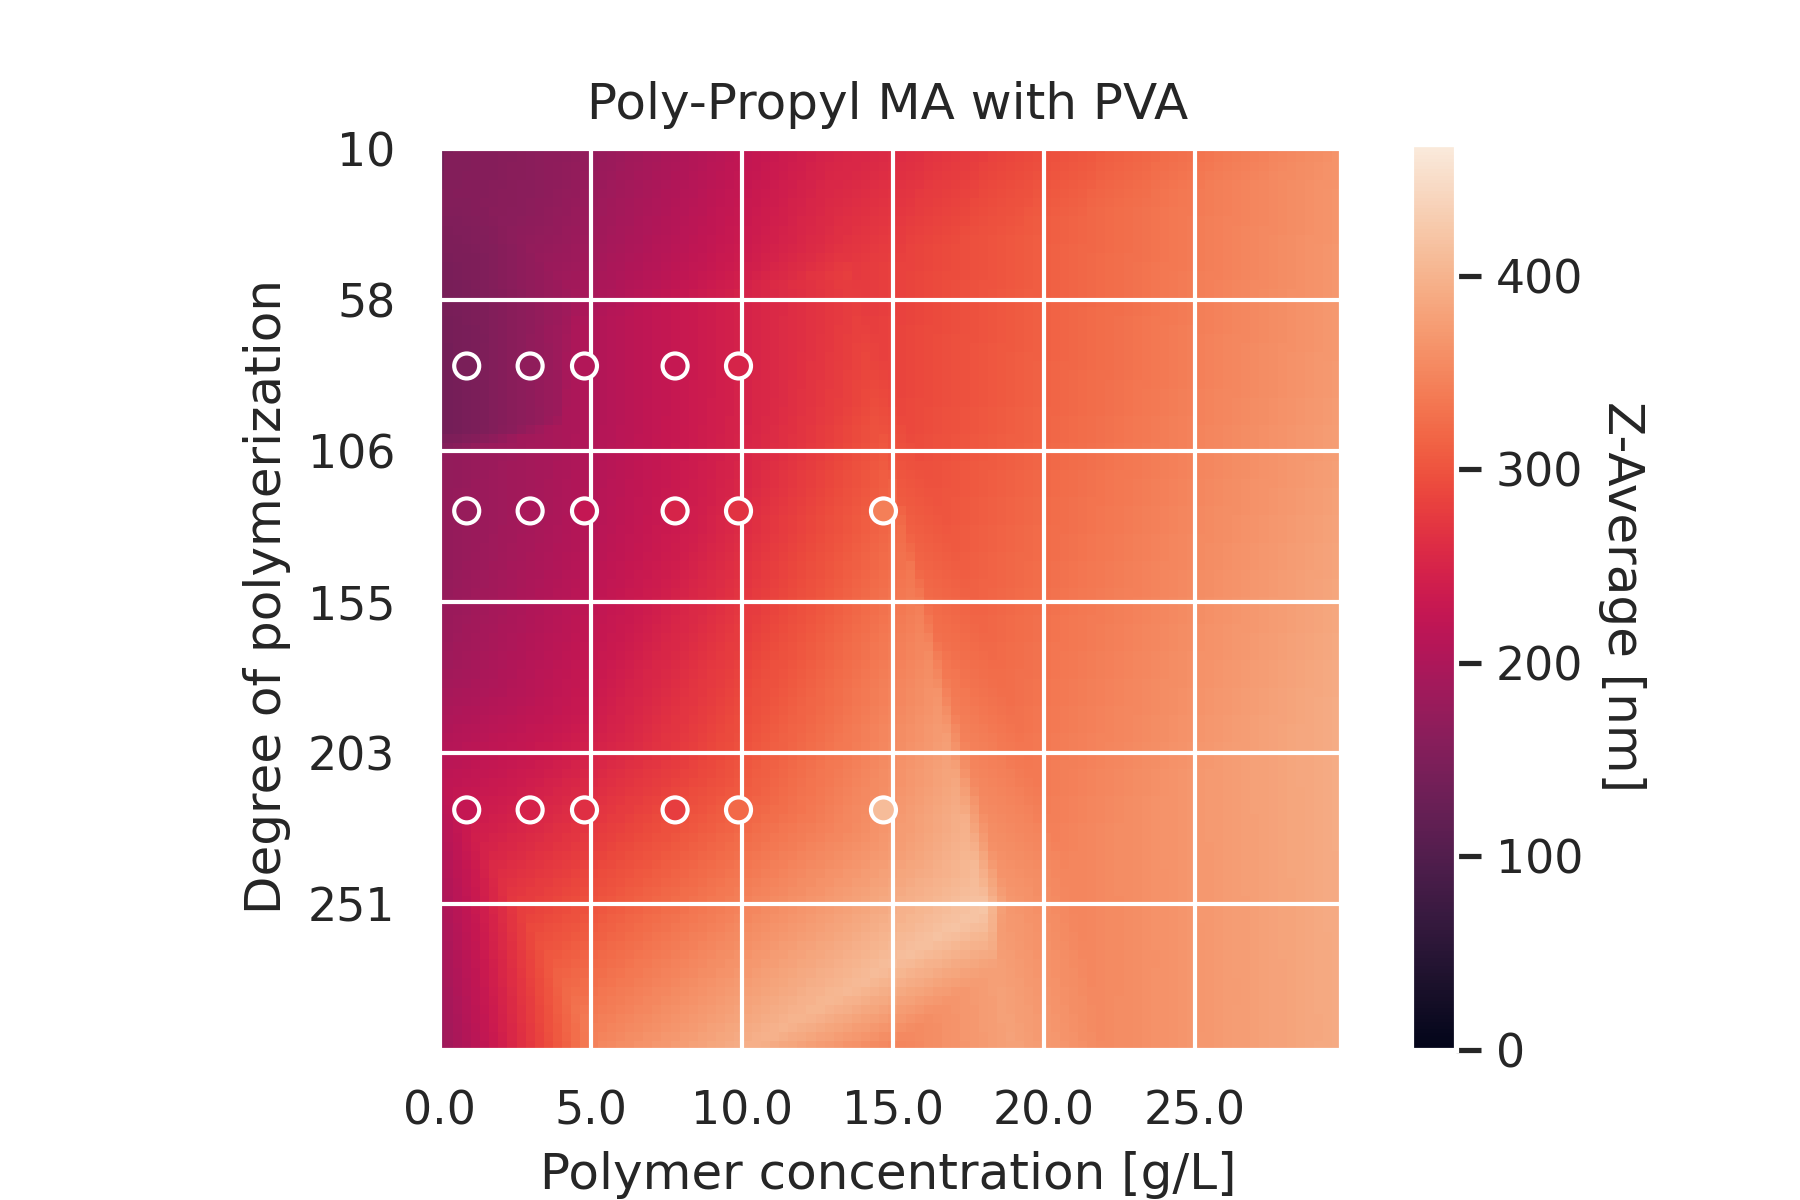 Poly-Propyl MA with PVA
10
58
106
155
203
251
Degree of polymerization
0.0 5.0 10.0 15.0 20.0 25.0
Polymer concentration [g/L]
400
300
200
100
0
Z-Average [nm]